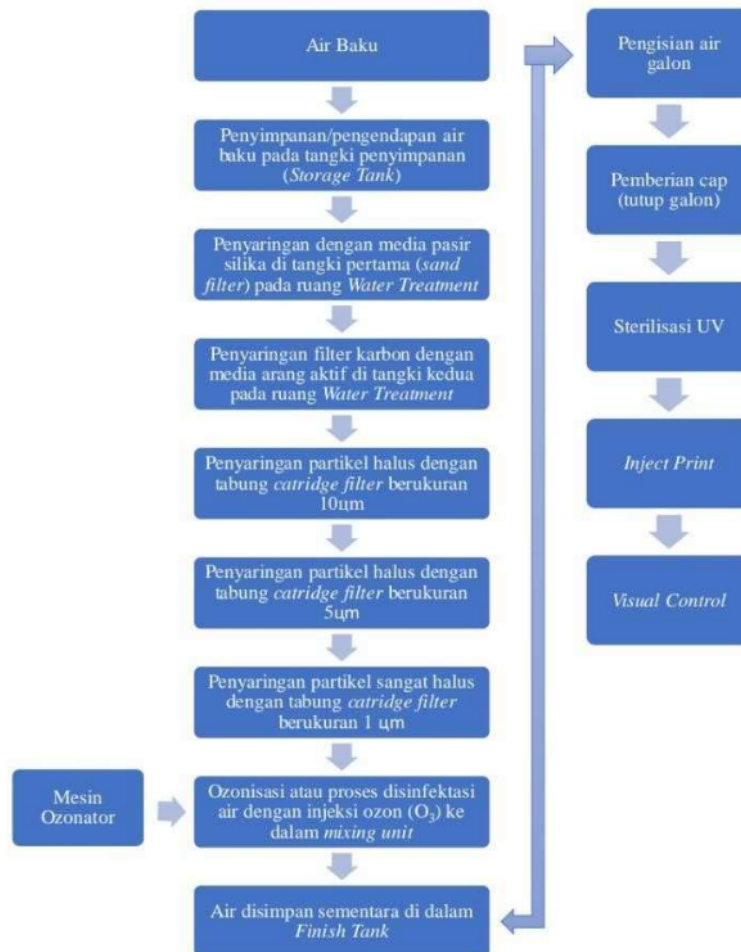 Air Baku
Penyimpanan/pengendapan air
baku pada tangki penyimpanan
(Storage Tank)
Penyaringan dengan media pasir
silika di tangki pertama (sand
filter) pada ruang Water Treatment
Penyaringan filter karbon dengan
media arang aktif di tangki kedua
pada ruang Water Treatment
Penyaringan partikel halus dengan
tabung catridge filter berukuran
10μm
Penyaringan partikel halus dengan
tabung catridge filter berukuran
5μm
Penyaringan partikel sangat halus
dengan tabung catridge filter
berukuran 1 μm
Mesin
Ozonator
Ozonisasi atau proses disinfektasi
air dengan injeksi ozon (O₃) ke
dalam mixing unit
Air disimpan sementara di dalam
Finish Tank
Pengisian air
galon
Pemberian cap
(tutup galon)
Sterilisasi UV
Inject Print
Visual Control